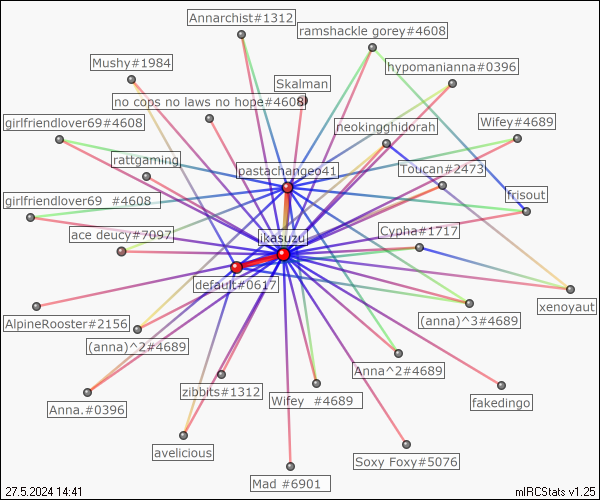 Annarchist#1312
ramshackle gorey#4608
Mushy#1984
hypomanianna#0396
Skalman
no cops no laws no hope#4608
girlfriendlover69#4608
neokingghidorah
Wifey#4689
rattgaming
pastachangeo41
Toucan#2473
girlfriendlover69 #4608
frisout
ace deucy#7097
ikasuzu
Cypha#1717
default#0617
xenoyaut
AlpineRooster#2156
(anna)^3#4689
(anna)^2#4689
Anna^2#4689
zibbits#1312
Wifey #4689
fakedingo
Anna.#0396
avelicious
Soxy Foxy#5076
Mad #6901
27.5.2024 14:41
mIRCStats v1.25